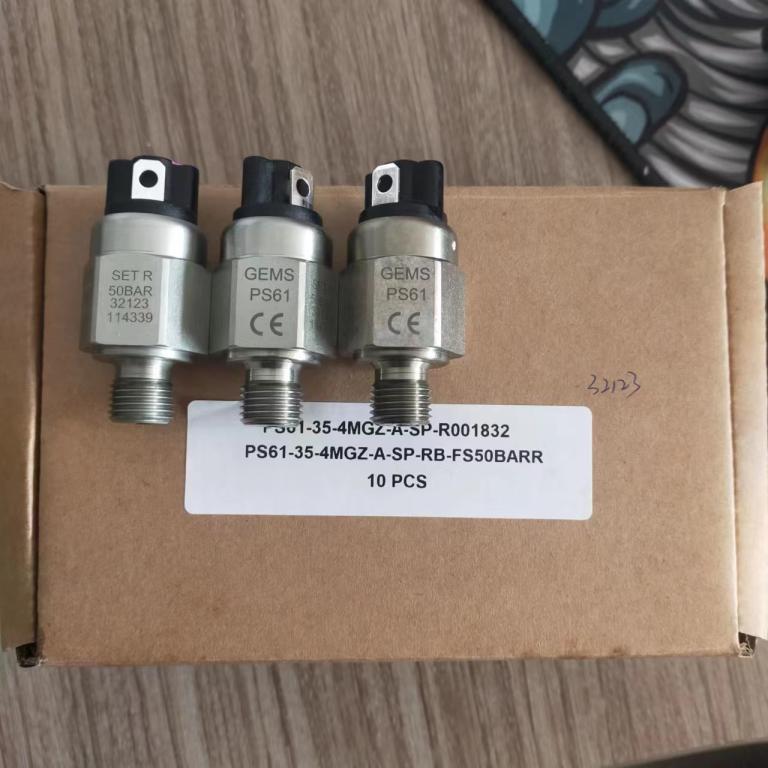 SET R
50BAR
32123
114339
GEMS
PS61
CE
GEMS
PS61
CE
32123
PS61-35-4MGZ-A-SP-R001832
PS61-35-4MGZ-A-SP-RB-FS50BARR
10 PCS